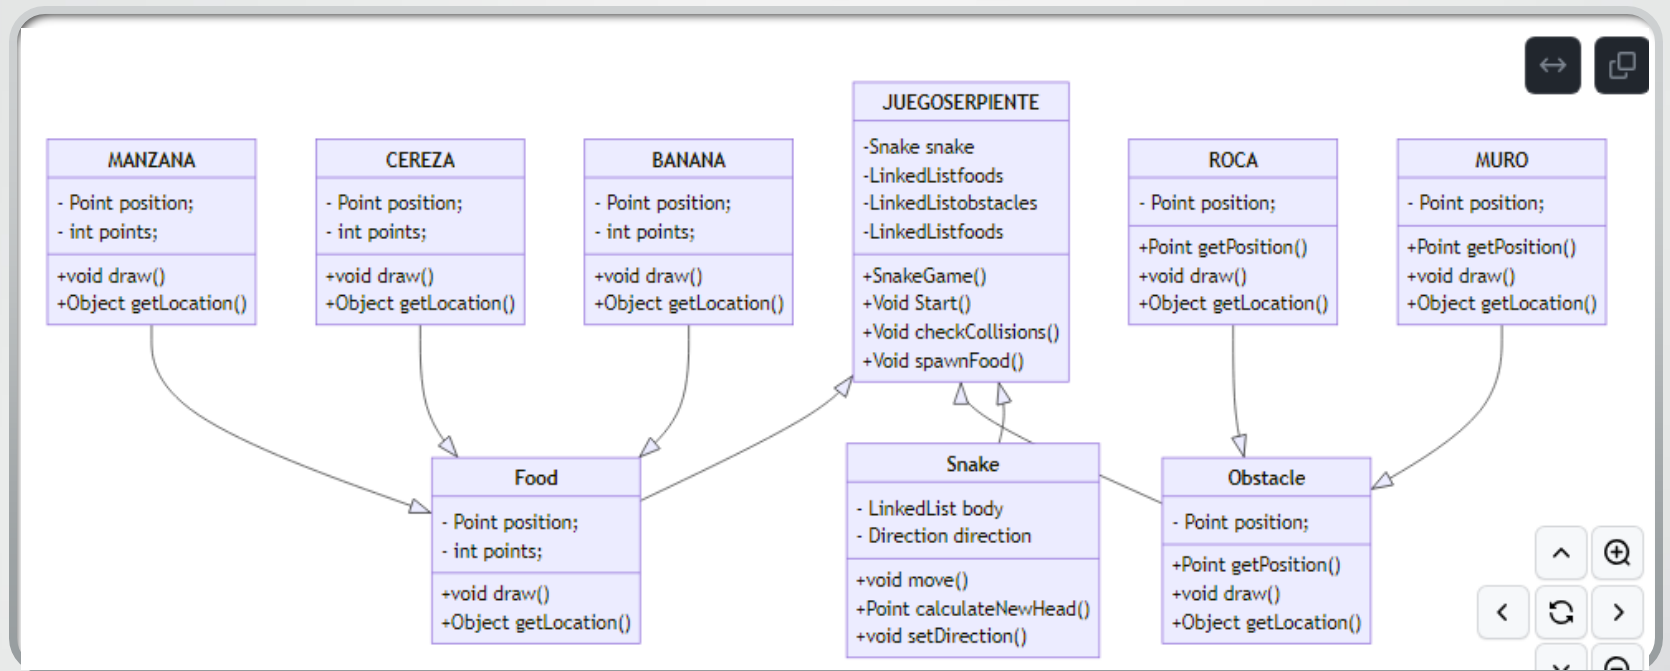 JUEGOSERPIENTE
-Snake snake
-LinkedListfoods
-LinkedListobstacles
-LinkedListfoods
+SnakeGame()
+Void Start()
+Void checkCollisions()
+Void spawnFood()
MANZANA
- Point position;
- int points;
+void draw()
+Object getLocation()
CEREZA
- Point position;
- int points;
+void draw()
+Object getLocation()
BANANA
- Point position;
- int points;
+void draw()
+Object getLocation()
ROCA
- Point position;
+Point getPosition()
+void draw()
+Object getLocation()
MURO
- Point position;
+Point getPosition()
+void draw()
+Object getLocation()
Food
- Point position;
- int points;
+void draw()
+Object getLocation()
Snake
- LinkedList body
- Direction direction
+void move()
+Point calculateNewHead()
+void setDirection()
Obstacle
- Point position;
+Point getPosition()
+void draw()
+Object getLocation()